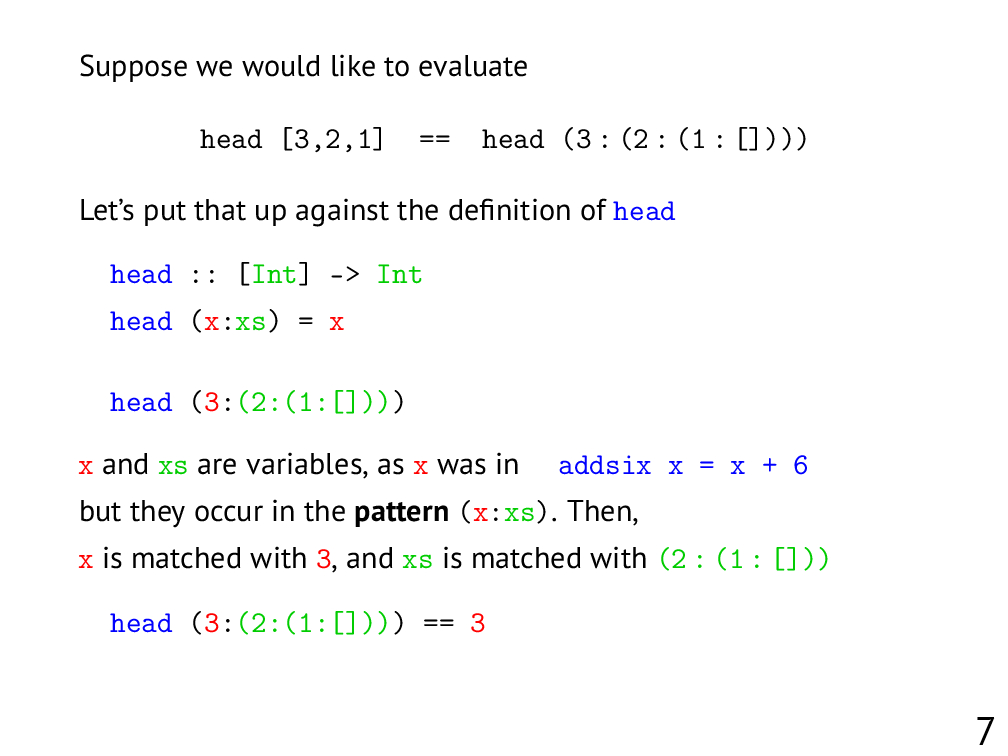 Suppose we would like to evaluate
head [3,2,1] == head (3 : (2 : (1 : [])))
Let’s put that up against the definition of head
head :: [Int] -> Int
head (x:xs) = x
head (3:(2:(1:[])))
x and xs are variables, as x was in addsix x = x + 6
but they occur in the pattern (x:xs). Then,
x is matched with 3, and xs is matched with (2 : (1 : []))
head (3:(2:(1:[]))) == 3
7